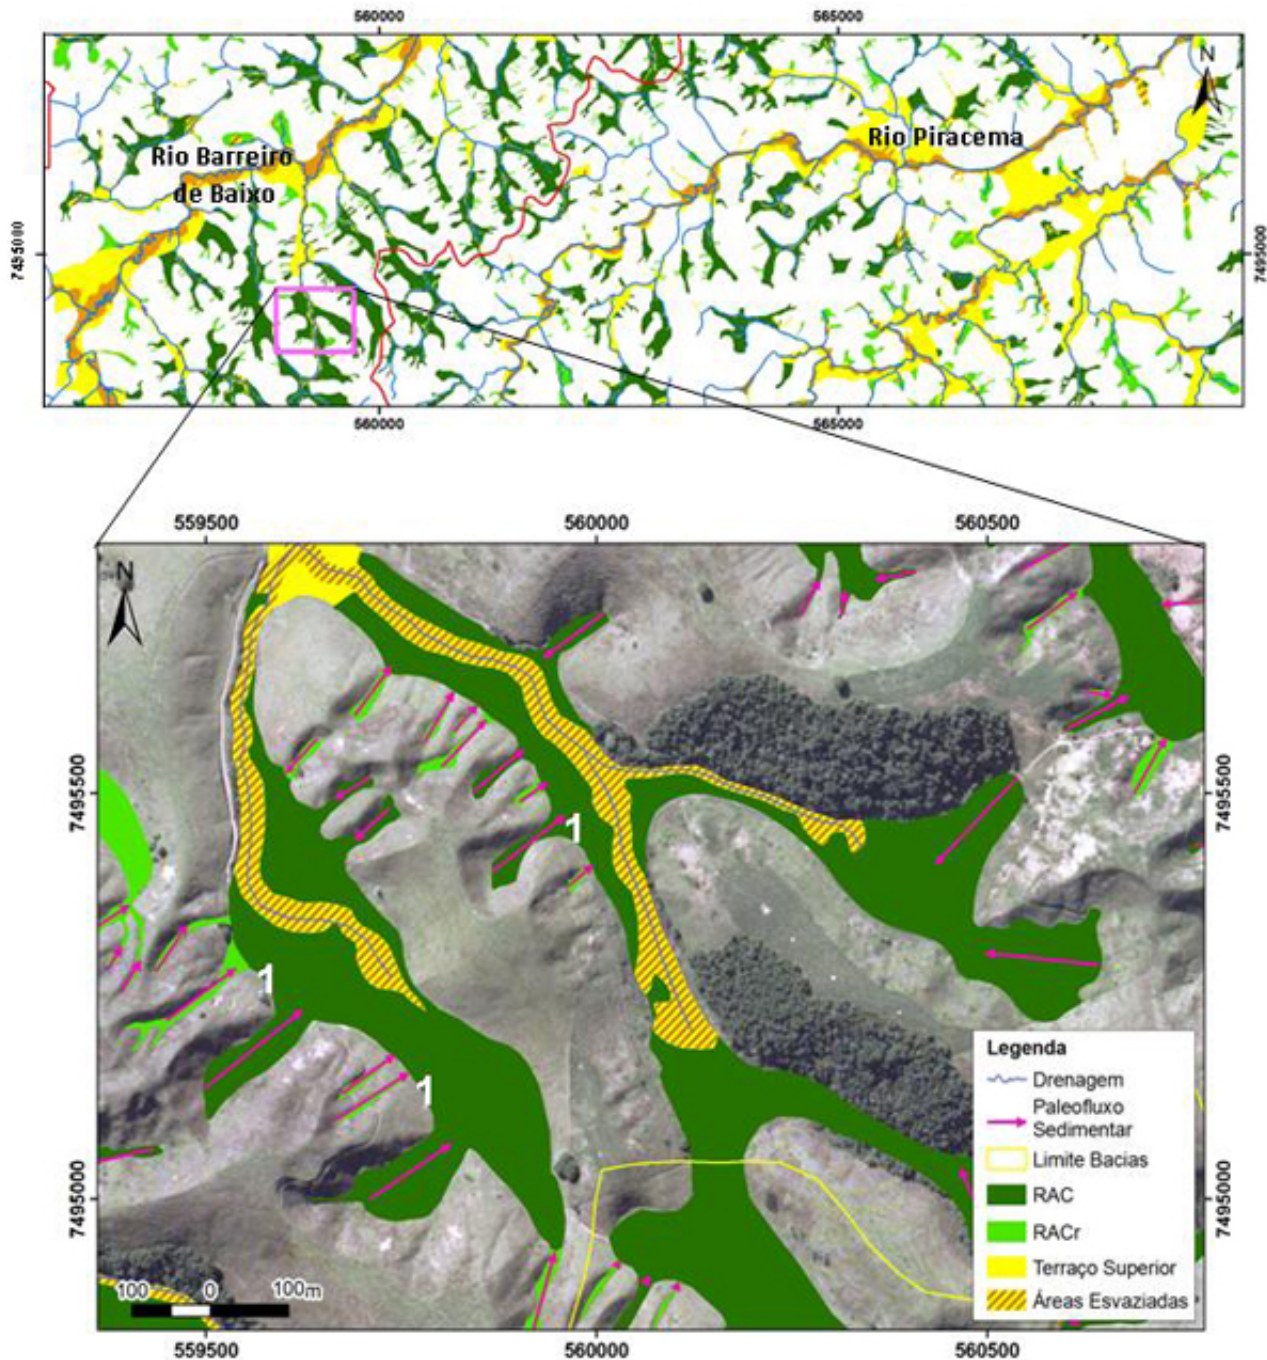 560000
565000
N
Rio Piracema
Rio Barreiro
de Baixo
7495000
7495000
560000
565000
559500
560000
560500
N
7495500
7495500
1
1
1
Legenda
Drenagem
Paleofluxo
Sedimentar
Limite Bacias
RAC
RACr
Terraço Superior
Áreas Esvaziadas
7495000
7495000
100 0 100m
559500
560000
560500